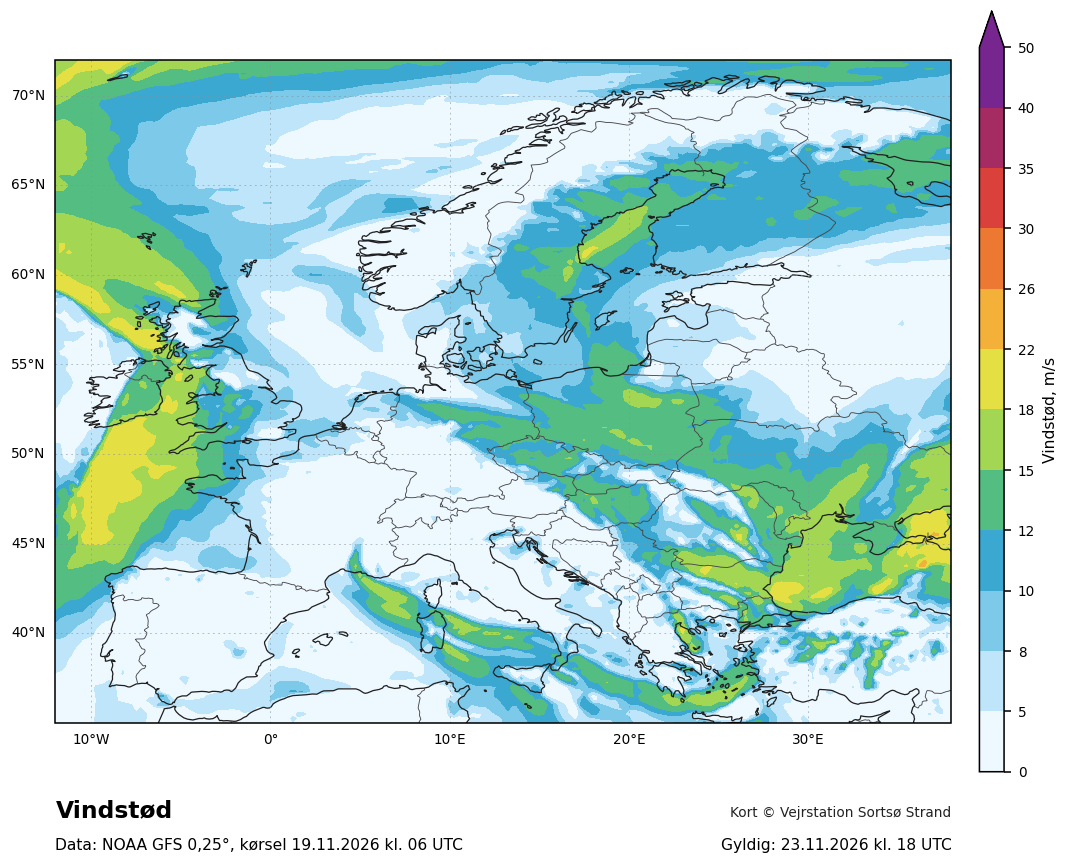 50
40
35
30
26
22
18
15
12
10
8
5
0
Vindstød, m/s
70°N
65°N
60°N
55°N
50°N
45°N
40°N
10°W
0°
10°E
20°E
30°E
Vindstød
Kort © Vejrstation Sortsø Strand
Data: NOAA GFS 0,25°, kørsel 19.11.2026 kl. 06 UTC
Gyldig: 23.11.2026 kl. 18 UTC